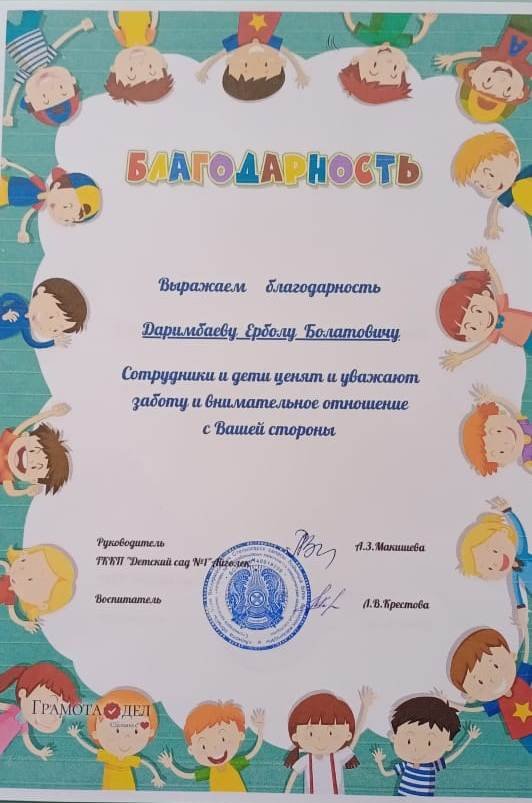 БЛАГОДАРНОСТЬ
Выражаем благодарность
Даримбаеву Ерболу Болатовичу
Сотрудники и дети ценят и уважают
заботу и внимательное отношение
с Вашей стороны
Руководитель
А.З.Макишева
ГККП "Детский сад №1" Айголек
Воспитатель
Л.В.Крестова
ГРАМОТА ДЕЛ